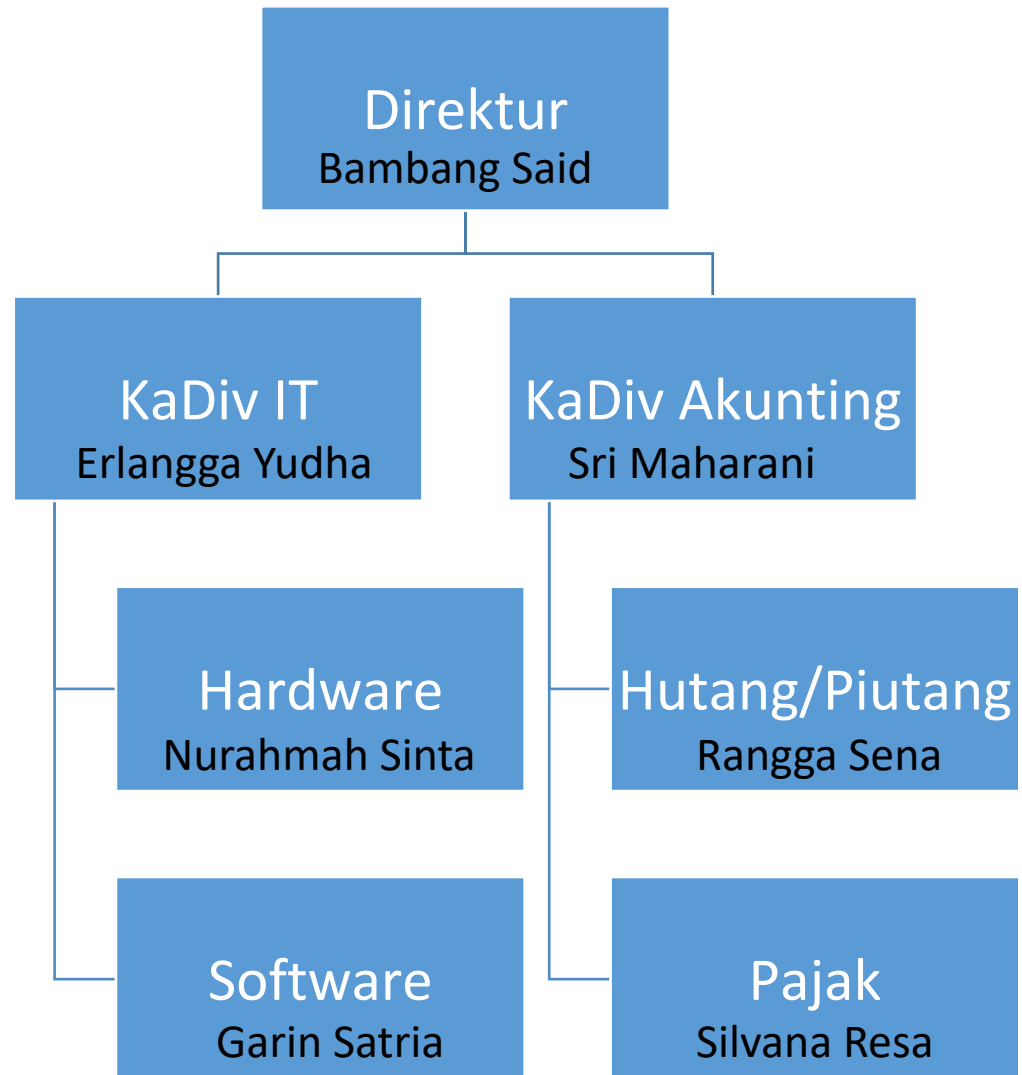 Direktur
Bambang Said
KaDiv IT
Erlangga Yudha
KaDiv Akunting
Sri Maharani
Hardware
Nurahmah Sinta
Hutang/Piutang
Rangga Sena
Software
Garin Satria
Pajak
Silvana Resa